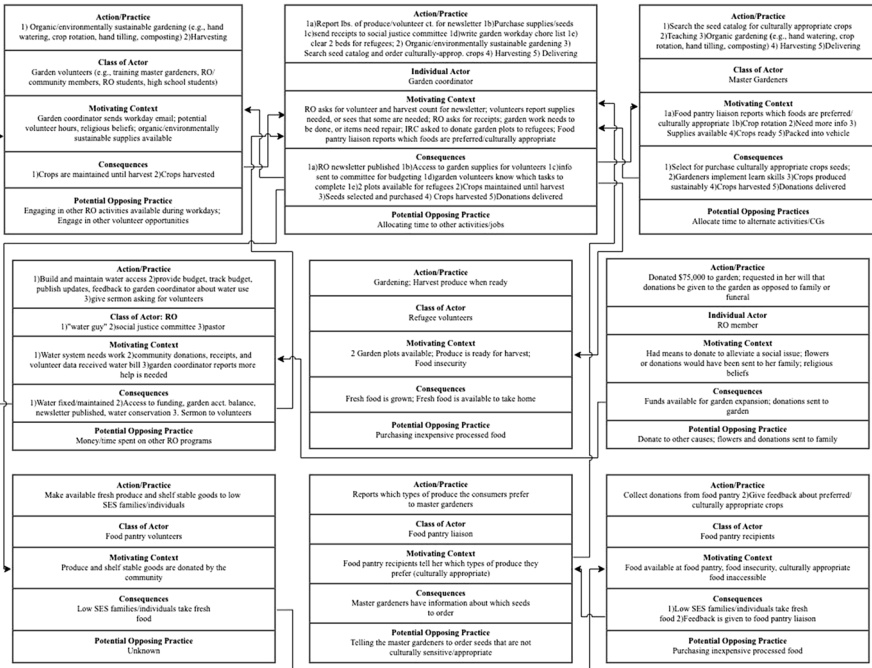 Action/Practice
1) Organic/environmentally sustainable gardening (e.g., hand
watering, crop rotation, hand tilling, composting) 2)Harvesting
Class of Actor
Garden volunteers (e.g., training master gardeners, RO/
community members, RO students, high school students)
Motivating Context
Garden coordinator sends workday email; potential
volunteer hours, religious beliefs; organic/environmentally
sustainable supplies available
Consequences
1)Crops are maintained until harvest 2)Crops harvested
Potential Opposing Practice
Engaging in other RO activities available during workdays;
Engage in other volunteer opportunities
Action/Practice
1a)Report lbs. of produce/volunteer ct. for newsletter 1b)Purchase supplies/seeds
1c)send receipts to social justice committee 1d)write garden workday chore list 1e)
clear 2 beds for refugees; 2) Organic/environmentally sustainable gardening 3)
Search seed catalog and order culturally-approp. crops 4) Harvesting 5) Delivering
Individual Actor
Garden coordinator
Motivating Context
RO asks for volunteer and harvest count for newsletter; volunteers report supplies
needed, or sees that some are needed; RO asks for receipts; garden work needs to
be done, or items need repair; IRC asked to donate garden plots to refugees; Food
pantry liaison reports which foods are preferred/culturally appropriate
Consequences
1a)RO newsletter published 1b)Access to garden supplies for volunteers 1c)info
sent to committee for budgeting 1d)garden volunteers know which tasks to
complete 1e)2 plots available for refugees 2)Crops maintained until harvest
3)Seeds selected and purchased 4) Crops harvested 5)Donations delivered
Potential Opposing Practice
Allocating time to other activities/jobs
Action/Practice
1)Search the seed catalog for culturally appropriate crops
2)Teaching 3)Organic gardening (e.g., hand watering, crop
rotation, hand tilling, composting) 4) Harvesting 5)Delivering
Class of Actor
Master Gardeners
Motivating Context
1a)Food pantry liaison reports which foods are preferred/
culturally appropriate 1b)Crop rotation 2)Need more info 3)
Supplies available 4)Crops ready 5)Packed into vehicle
Consequences
1)Select for purchase culturally appropriate crops seeds;
2)Gardeners implement learn skills 3)Crops produced
sustainably 4)Crops harvested 5)Donations delivered
Potential Opposing Practices
Allocate time to alternate activities/CGs
Action/Practice
1)Build and maintain water access 2)provide budget, track budget,
publish updates, feedback to garden coordinator about water use
3)give sermon asking for volunteers
Class of Actor: RO
1)"water guy" 2)social justice committee 3)pastor
Motivating Context
1)Water system needs work 2)community donations, receipts, and
volunteer data received water bill 3)garden coordinator reports more
help is needed
Consequences
1)Water fixed/maintained 2)Access to funding, garden acct. balance,
newsletter published, water conservation 3. Sermon to volunteers
Potential Opposing Practice
Money/time spent on other RO programs
Action/Practice
Gardening; Harvest produce when ready
Class of Actor
Refugee volunteers
Motivating Context
2 Garden plots available; Produce is ready for harvest;
Food insecurity
Consequences
Fresh food is grown; Fresh food is available to take home
Potential Opposing Practice
Purchasing inexpensive processed food
Action/Practice
Donated $75,000 to garden; requested in her will that
donations be given to the garden as opposed to family or
funeral
Individual Actor
RO member
Motivating Context
Had means to donate to alleviate a social issue; flowers
or donations would have been sent to her family; religious
beliefs
Consequences
Funds available for garden expansion; donations sent to
garden
Potential Opposing Practice
Donate to other causes; flowers and donations sent to family
Action/Practice
Make available fresh produce and shelf stable goods to low
SES families/individuals
Class of Actor
Food pantry volunteers
Motivating Context
Produce and shelf stable goods are donated by the
community
Consequences
Low SES families/individuals take fresh
food
Potential Opposing Practice
Unknown
Action/Practice
Reports which types of produce the consumers prefer
to master gardeners
Class of Actor
Food pantry liaison
Motivating Context
Food pantry recipients tell her which types of produce they
prefer (culturally appropriate)
Consequences
Master gardeners have information about which seeds
to order
Potential Opposing Practice
Telling the master gardeners to order seeds that are not
culturally sensitive/appropriate
Action/Practice
Collect donations from food pantry 2)Give feedback about preferred/
culturally appropriate crops
Class of Actor
Food pantry recipients
Motivating Context
Food available at food pantry, food insecurity, culturally appropriate
food inaccessible
Consequences
1)Low SES families/individuals take fresh
food 2)Feedback is given to food pantry liaison
Potential Opposing Practice
Purchasing inexpensive processed food